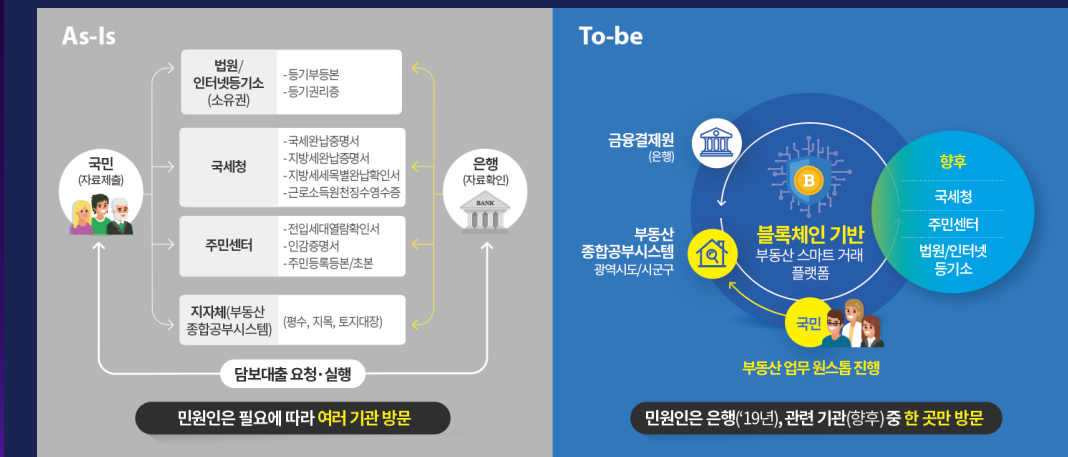 As-Is
법원/
인터넷등기소
(소유권)
- 등기부등본
- 등기권리증
국세청
- 국세완납증명서
- 지방세완납증명서
- 지방세세목별완납확인서
- 근로소득원천징수영수증
국민
(자료제출)
은행
(자료확인)
BANK
주민센터
- 전입세대열람확인서
- 인감증명서
- 주민등록등본/초본
지자체(부동산
종합공부시스템)
(평수, 지목, 토지대장)
담보대출 요청·실행
민원인은 필요에 따라 여러 기관 방문
To-be
금융결제원
(은행)
부동산
종합공부시스템
광역시도/시군구
B
블록체인 기반
부동산 스마트 거래
플랫폼
국민
향후
국세청
주민센터
법원/인터넷
등기소
부동산 업무 원스톱 진행
민원인은 은행('19년), 관련 기관(향후) 중 한 곳만 방문